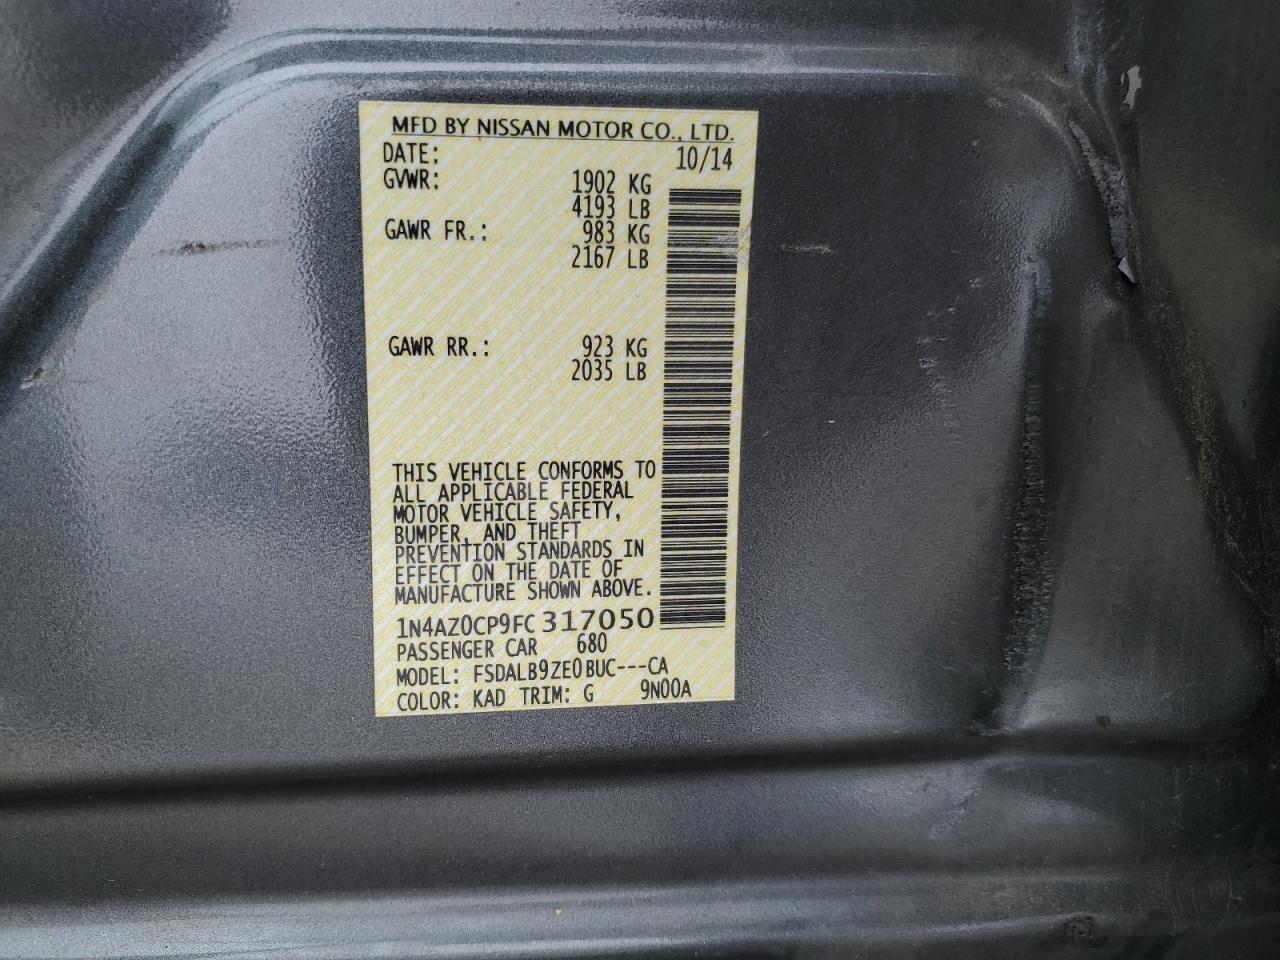 MFD BY NISSAN MOTOR CO., LTD.
DATE: 10/14
GVWR: 1902 KG
4193 LB
GAWR FR.: 983 KG
2167 LB
GAWR RR.: 923 KG
2035 LB
THIS VEHICLE CONFORMS TO
ALL APPLICABLE FEDERAL
MOTOR VEHICLE SAFETY,
BUMPER, AND THEFT
PREVENTION STANDARDS IN
EFFECT ON THE DATE OF
MANUFACTURE SHOWN ABOVE.
1N4AZ0CP9FC317050
PASSENGER CAR 680
MODEL: FSDALB9ZE0BUC---CA
COLOR: KAD TRIM: G 9N00A